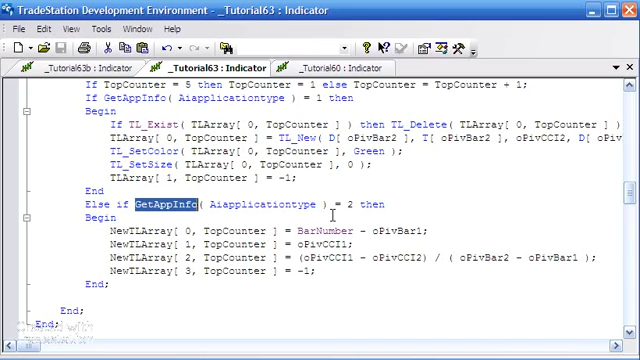 TradeStation Development Environment - _Tutorial63 : Indicator
File Edit View Tools Window Help
_Tutorial63b : Indicator _Tutorial63 : Indicator _Tutorial60 : Indicator
If TopCounter = 5 then TopCounter = 1 else TopCounter = TopCounter + 1;
If GetAppInfo( Aiapplicationtype ) = 1 then
Begin
If TL_Exist( TLArray[ 0, TopCounter ] ) then TL_Delete( TLArray[ 0, TopCounter ] )
TLArray[ 0, TopCounter ] = TL_New( D[ oPivBar2 ], T[ oPivBar2 ], oPivCCI2, D[ oPiv
TL_SetColor( TLArray[ 0, TopCounter ], Green );
TL_SetSize( TLArray[ 0, TopCounter ], 0 );
TLArray[ 1, TopCounter ] = -1;
End
Else if GetAppInfo( Aiapplicationtype ) = 2 then
Begin
NewTLArray[ 0, TopCounter ] = BarNumber - oPivBar1;
NewTLArray[ 1, TopCounter ] = oPivCCI1;
NewTLArray[ 2, TopCounter ] = (oPivCCI1 - oPivCCI2) / ( oPivBar2 - oPivBar1 );
NewTLArray[ 3, TopCounter ] = -1;
End;
End;
End;